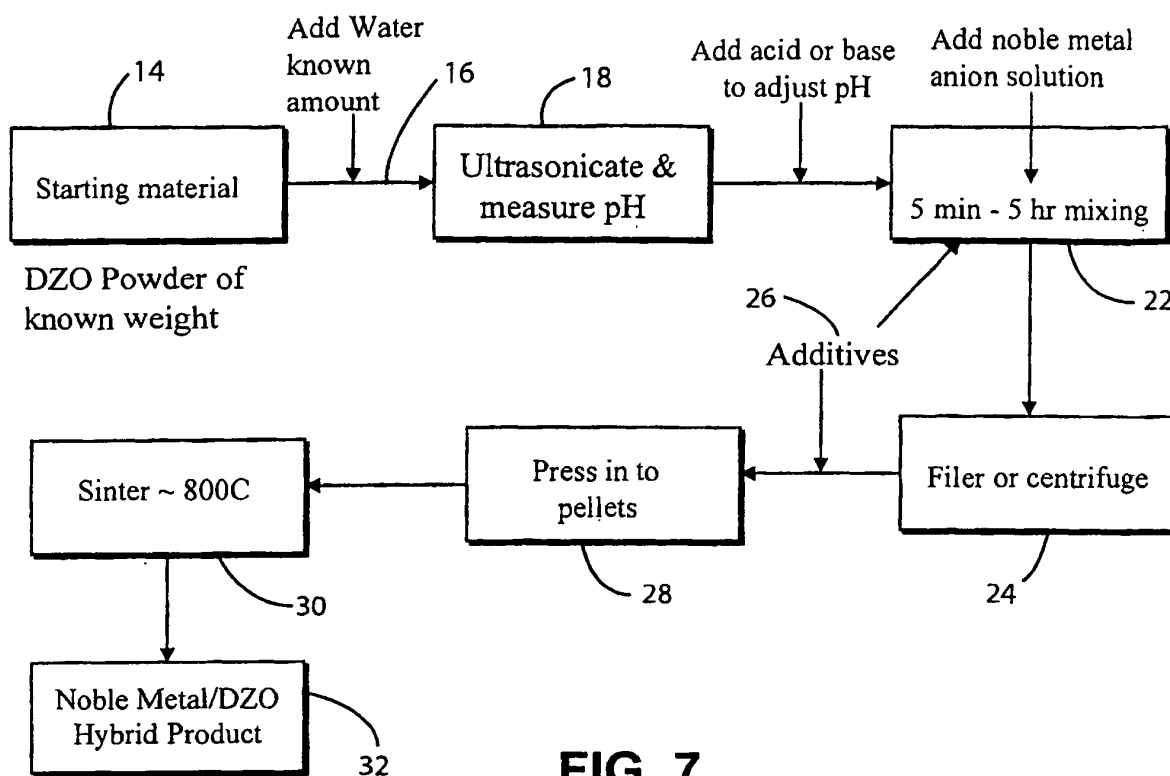 14
Add Water
known
amount
16
18
Add acid or base
to adjust pH
Add noble metal
anion solution
Starting material
Ultrasonicate &
measure pH
5 min - 5 hr mixing
DZO Powder of
known weight
22
26
Additives
Sinter ~ 800C
Press in to
pellets
Filer or centrifuge
30
28
24
Noble Metal/DZO
Hybrid Product
32
FIG. 7